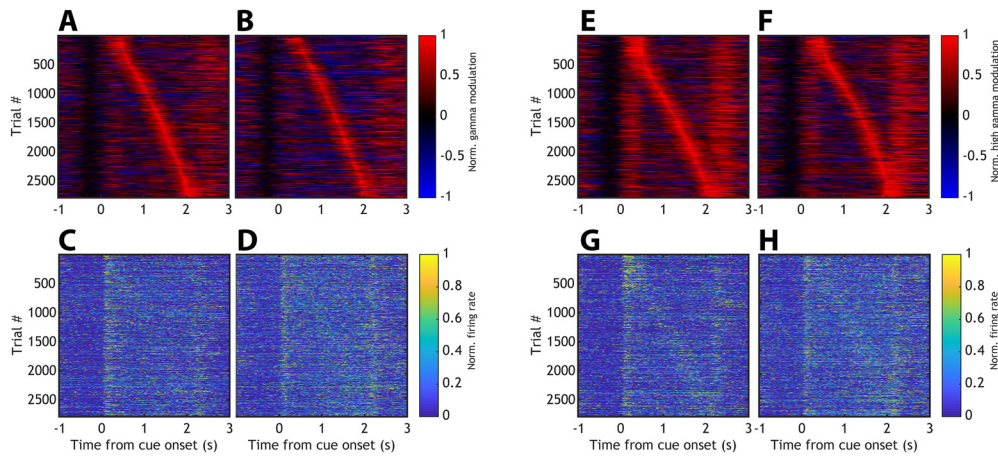 A B E F
1 1
500 500
0.5 0.5
1000 1000
Trial # 1500 0 Norm. gamma modulation Trial # 1500 0 Norm. high gamma modulation
2000 2000
-0.5 -0.5
2500 2500
-1 -1
-1 0 1 2 3 -1 0 1 2 3 -1 0 1 2 3 -1 0 1 2 3
C D G H
1 1
500 0.8 500 0.8
1000 1000
0.6 0.6
Trial # 1500 Norm. firing rate Trial # 1500 Norm. firing rate
0.4 0.4
2000 2000
0.2 0.2
2500 2500
0 0
-1 0 1 2 3 -1 0 1 2 3 -1 0 1 2 3 -1 0 1 2 3
Time from cue onset (s) Time from cue onset (s) Time from cue onset (s) Time from cue onset (s)